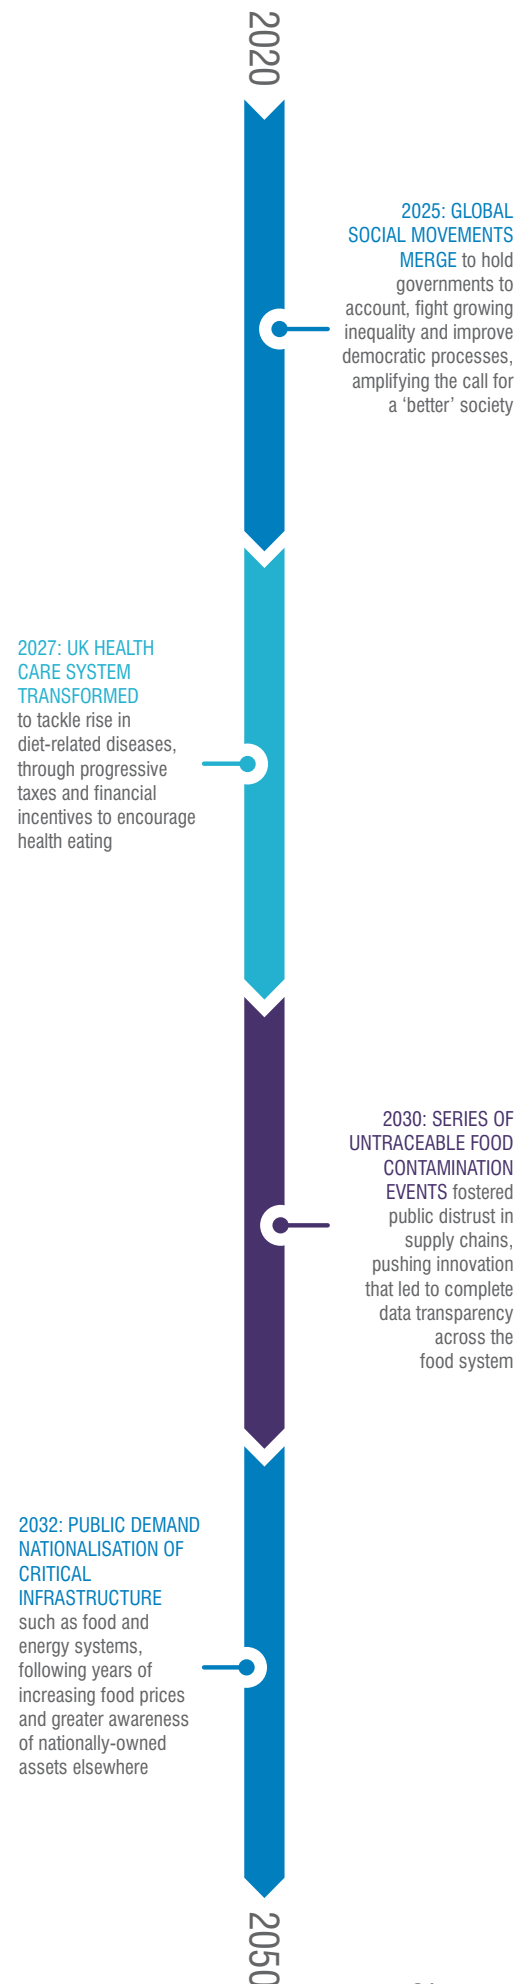 2020
2025: GLOBAL
SOCIAL MOVEMENTS
MERGE to hold
governments to
account, fight growing
inequality and improve
democratic processes,
amplifying the call for
a ‘better’ society
2027: UK HEALTH
CARE SYSTEM
TRANSFORMED
to tackle rise in
diet-related diseases,
through progressive
taxes and financial
incentives to encourage
health eating
2030: SERIES OF
UNTRACEABLE FOOD
CONTAMINATION
EVENTS fostered
public distrust in
supply chains,
pushing innovation
that led to complete
data transparency
across the
food system
2032: PUBLIC DEMAND
NATIONALISATION OF
CRITICAL
INFRASTRUCTURE
such as food and
energy systems,
following years of
increasing food prices
and greater awareness
of nationally-owned
assets elsewhere
2050